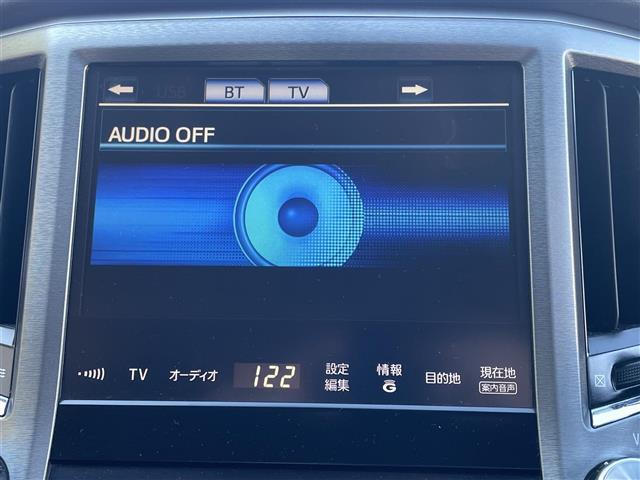 USB BT TV
AUDIO OFF
TV オーディオ 122 設定 情報 目的地 現在地
編集 G 案内音声
V